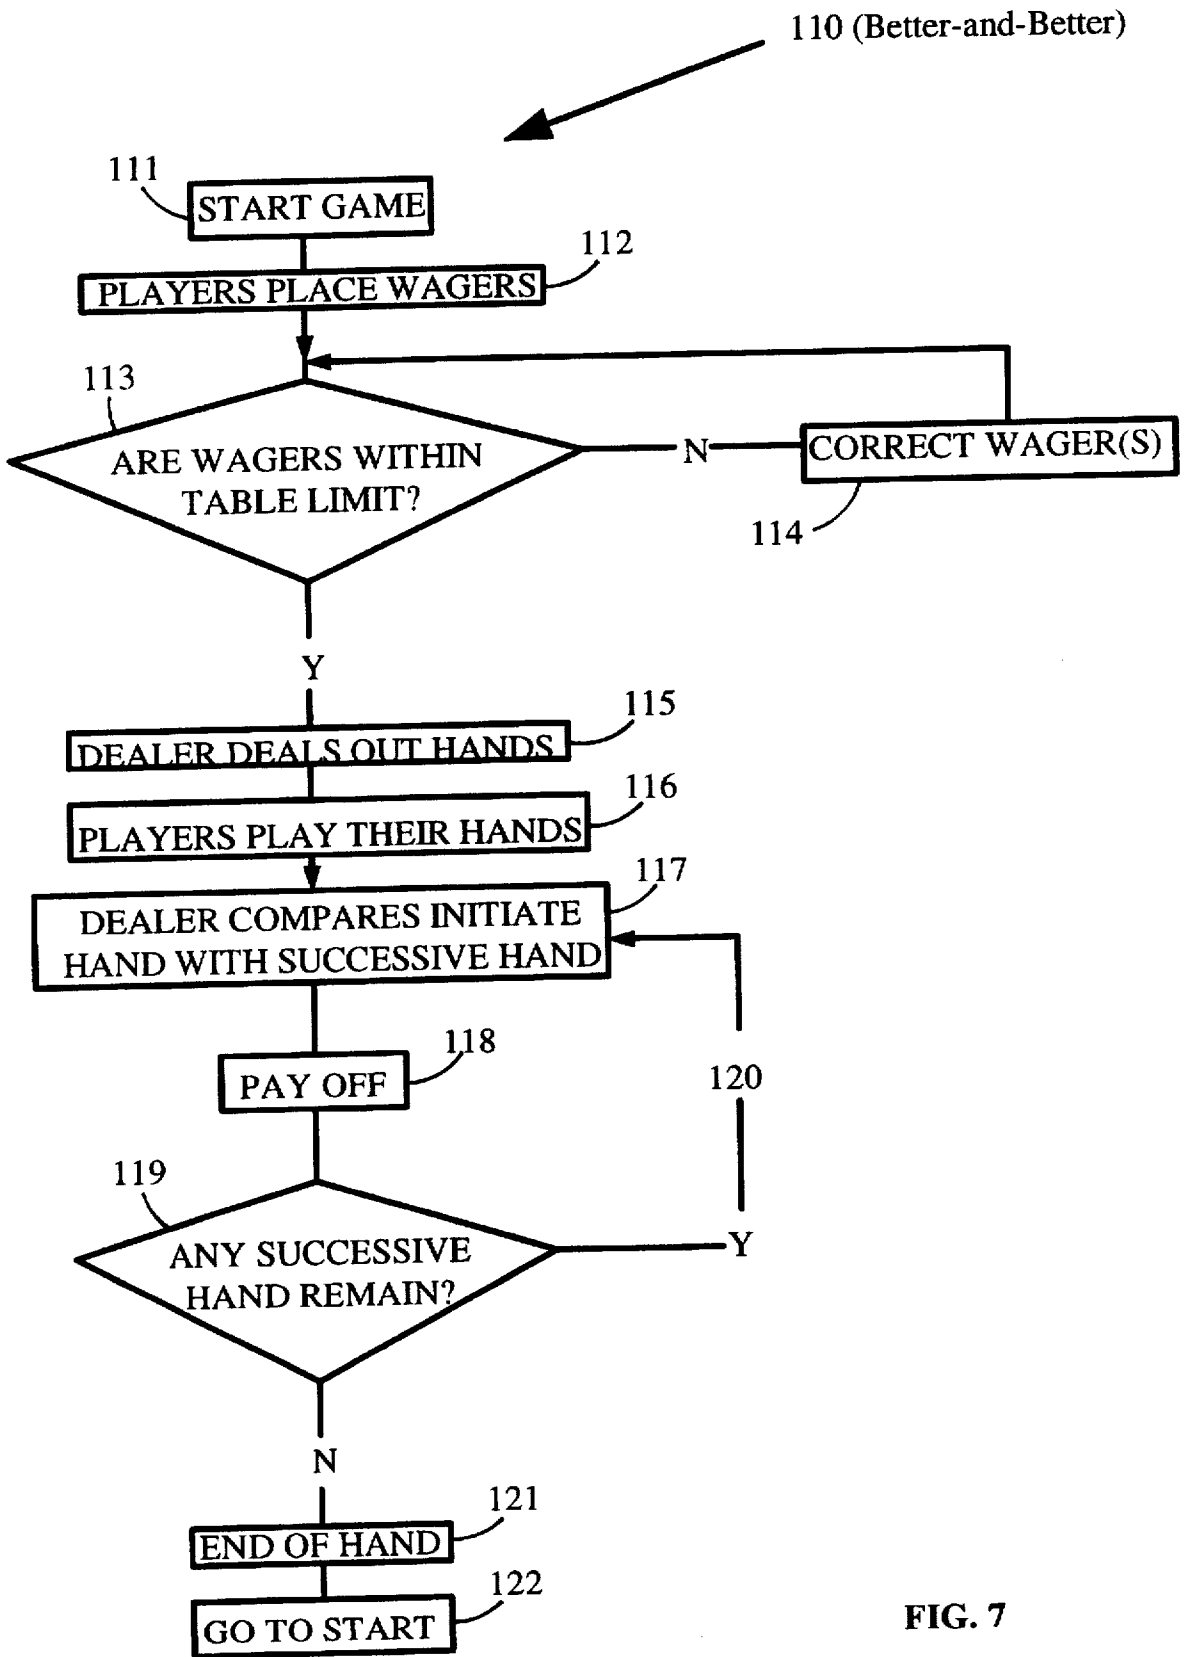 110 (Better-and-Better)
111
START GAME
112
PLAYERS PLACE WAGERS
113
ARE WAGERS WITHIN
TABLE LIMIT?
N
CORRECT WAGER(S)
114
Y
115
DEALER DEALS OUT HANDS
116
PLAYERS PLAY THEIR HANDS
117
DEALER COMPARES INITIATE
HAND WITH SUCCESSIVE HAND
118
PAY OFF
120
119
ANY SUCCESSIVE
HAND REMAIN?
Y
N
121
END OF HAND
122
GO TO START
FIG. 7